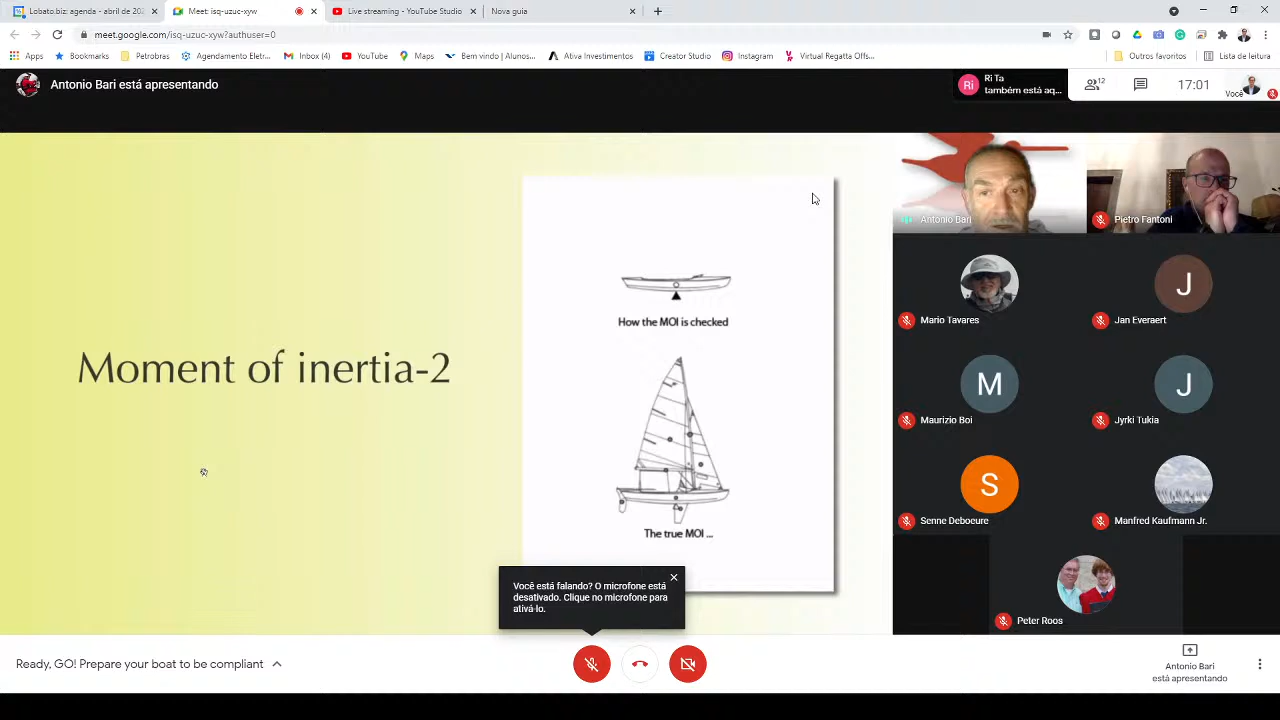 Lobato.biz: agenda - abril de 202
Meet: isq-uzuc-xyw
Live streaming - YouTube Studio
Nova guia
meet.google.com/isq-uzuc-xyw?authuser=0
Apps
Bookmarks
Petrobras
Agendamento Eletr...
Inbox (4)
YouTube
Maps
Bem vindo | Alunos...
Ativa Investimentos
Creator Studio
Instagram
Virtual Regatta Offs...
Outros favoritos
Lista de leitura
Antonio Bari está apresentando
Ri
Ri Ta
também está aq...
12
17:01
Você
Antonio Bari
Pietro Fantoni
How the MOI is checked
Moment of inertia-2
The true MOI ...
Mario Tavares
J
Jan Everaert
M
Maurizio Boi
J
Jyrki Tukia
S
Senne Deboeure
Manfred Kaufmann Jr.
Peter Roos
Você está falando? O microfone está
desativado. Clique no microfone para
ativá-lo.
Ready, GO! Prepare your boat to be compliant
Antonio Bari
está apresentando